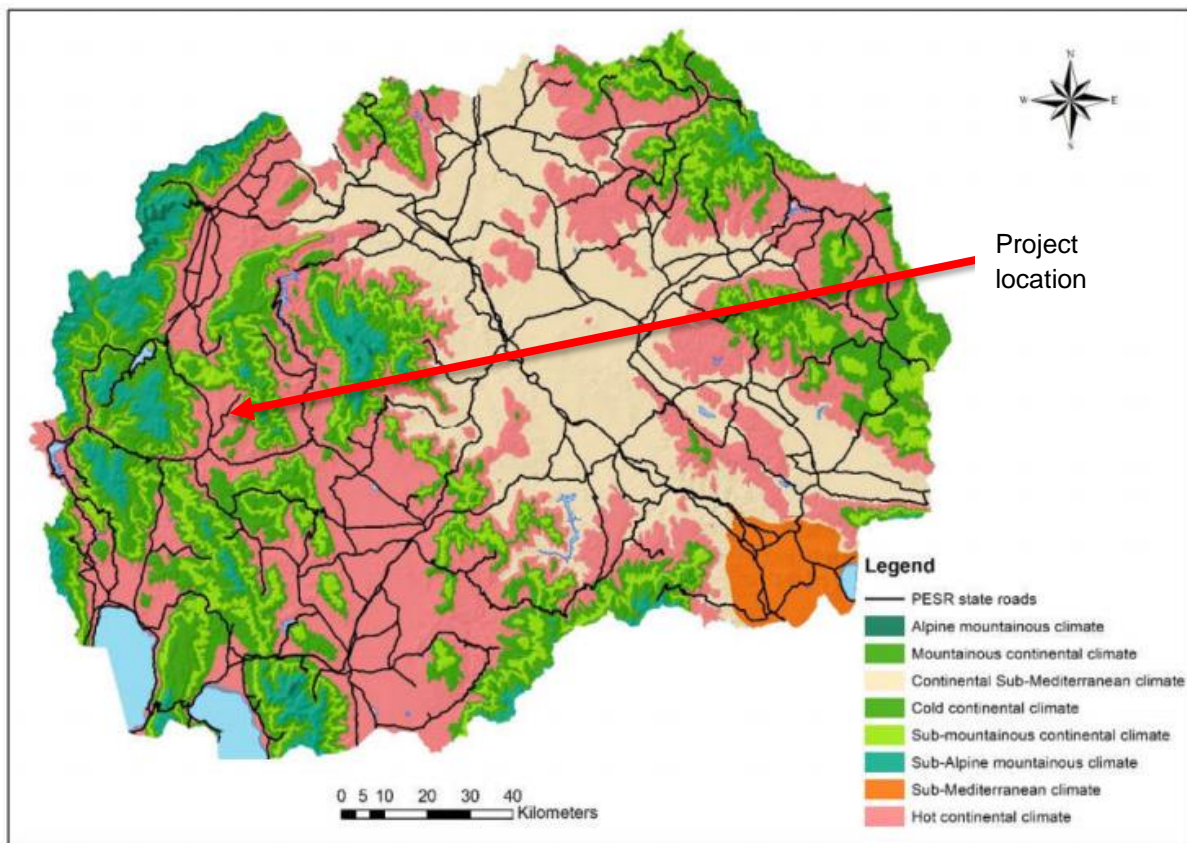 N
W E
S
Project
location
Legend
PESR state roads
Alpine mountainous climate
Mountainous continental climate
Continental Sub-Mediterranean climate
Cold continental climate
Sub-mountainous continental climate
Sub-Alpine mountainous climate
Sub-Mediterranean climate
Hot continental climate
0 5 10 20 30 40
Kilometers